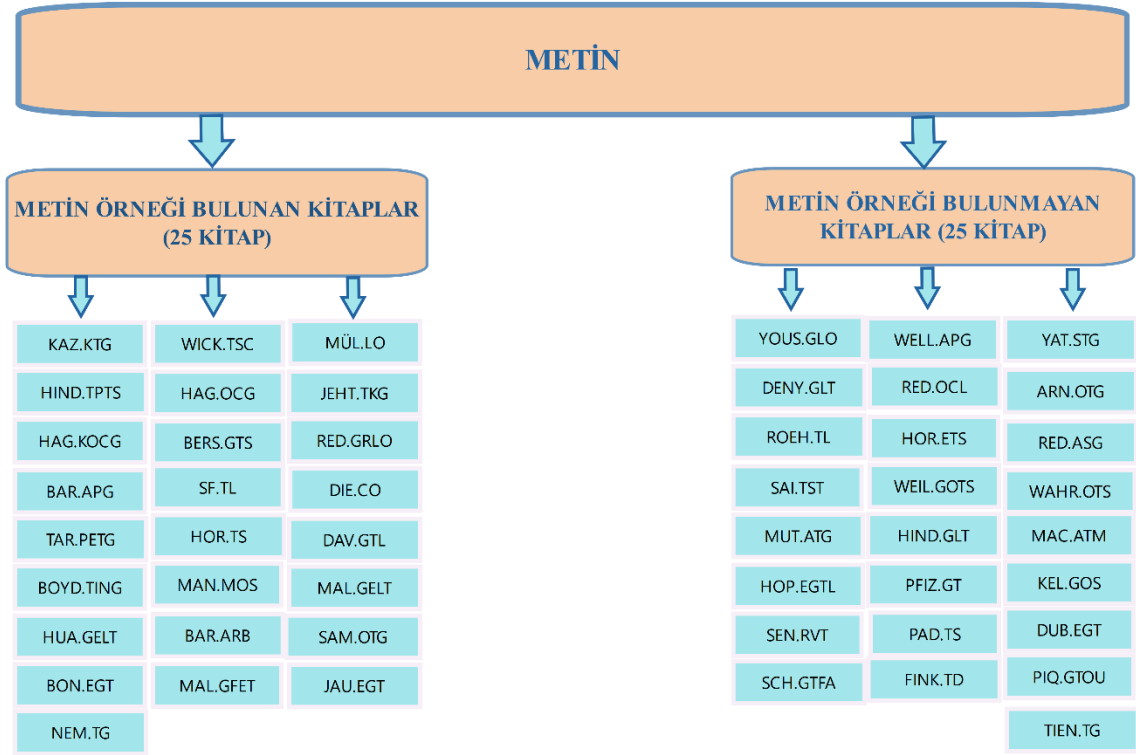 METİN
METİN ÖRNEĞİ BULUNAN KİTAPLAR
(25 KİTAP)
KAZ.KTG
HIND.TPTS
HAG.KOCG
BAR.APG
TAR.PETG
BOYD.TING
HUA.GELT
BON.EGT
NEM.TG
WICK.TSC
HAG.OCG
BERS.GTS
SF.TL
HOR.TS
MAN.MOS
BAR.ARB
MAL.GFET
MÜL.LO
JEHT.TKG
RED.GRLO
DIE.CO
DAV.GTL
MAL.GELT
SAM.OTG
JAU.EGT
METİN ÖRNEĞİ BULUNMAYAN
KİTAPLAR (25 KİTAP)
YOUS.GLO
DENY.GLT
ROEH.TL
SAI.TST
MUT.ATG
HOP.EGTL
SEN.RVT
SCH.GTFA
WELL.APG
RED.OCL
HOR.ETS
WEIL.GOTS
HIND.GLT
PFIZ.GT
PAD.TS
FINK.TD
YAT.STG
ARN.OTG
RED.ASG
WAHR.OTS
MAC.ATM
KEL.GOS
DUB.EGT
PIQ.GTOU
TIEN.TG